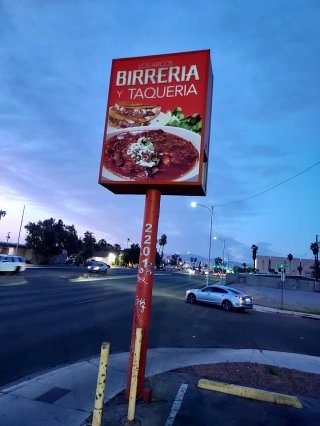 LOS ARCOS
BIRRERIA
Y TAQUERIA
2201